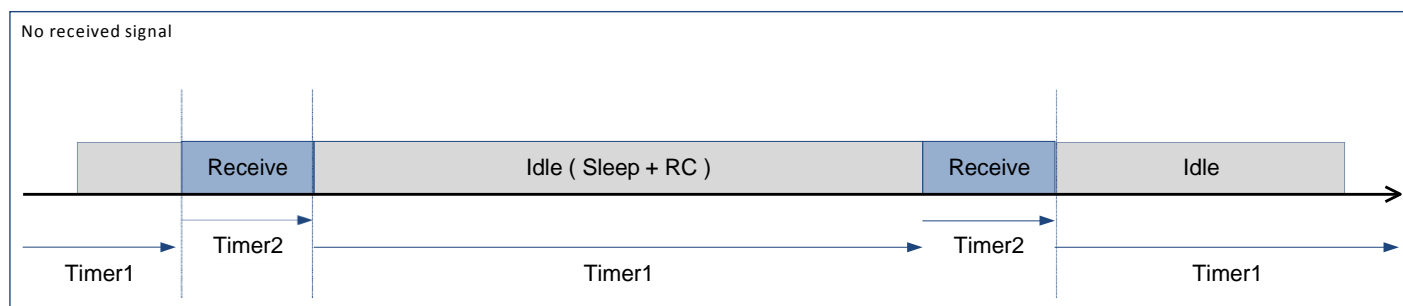 No received signal
Receive
Idle ( Sleep + RC )
Receive
Idle
Timer2
Timer2
Timer1
Timer1
Timer1